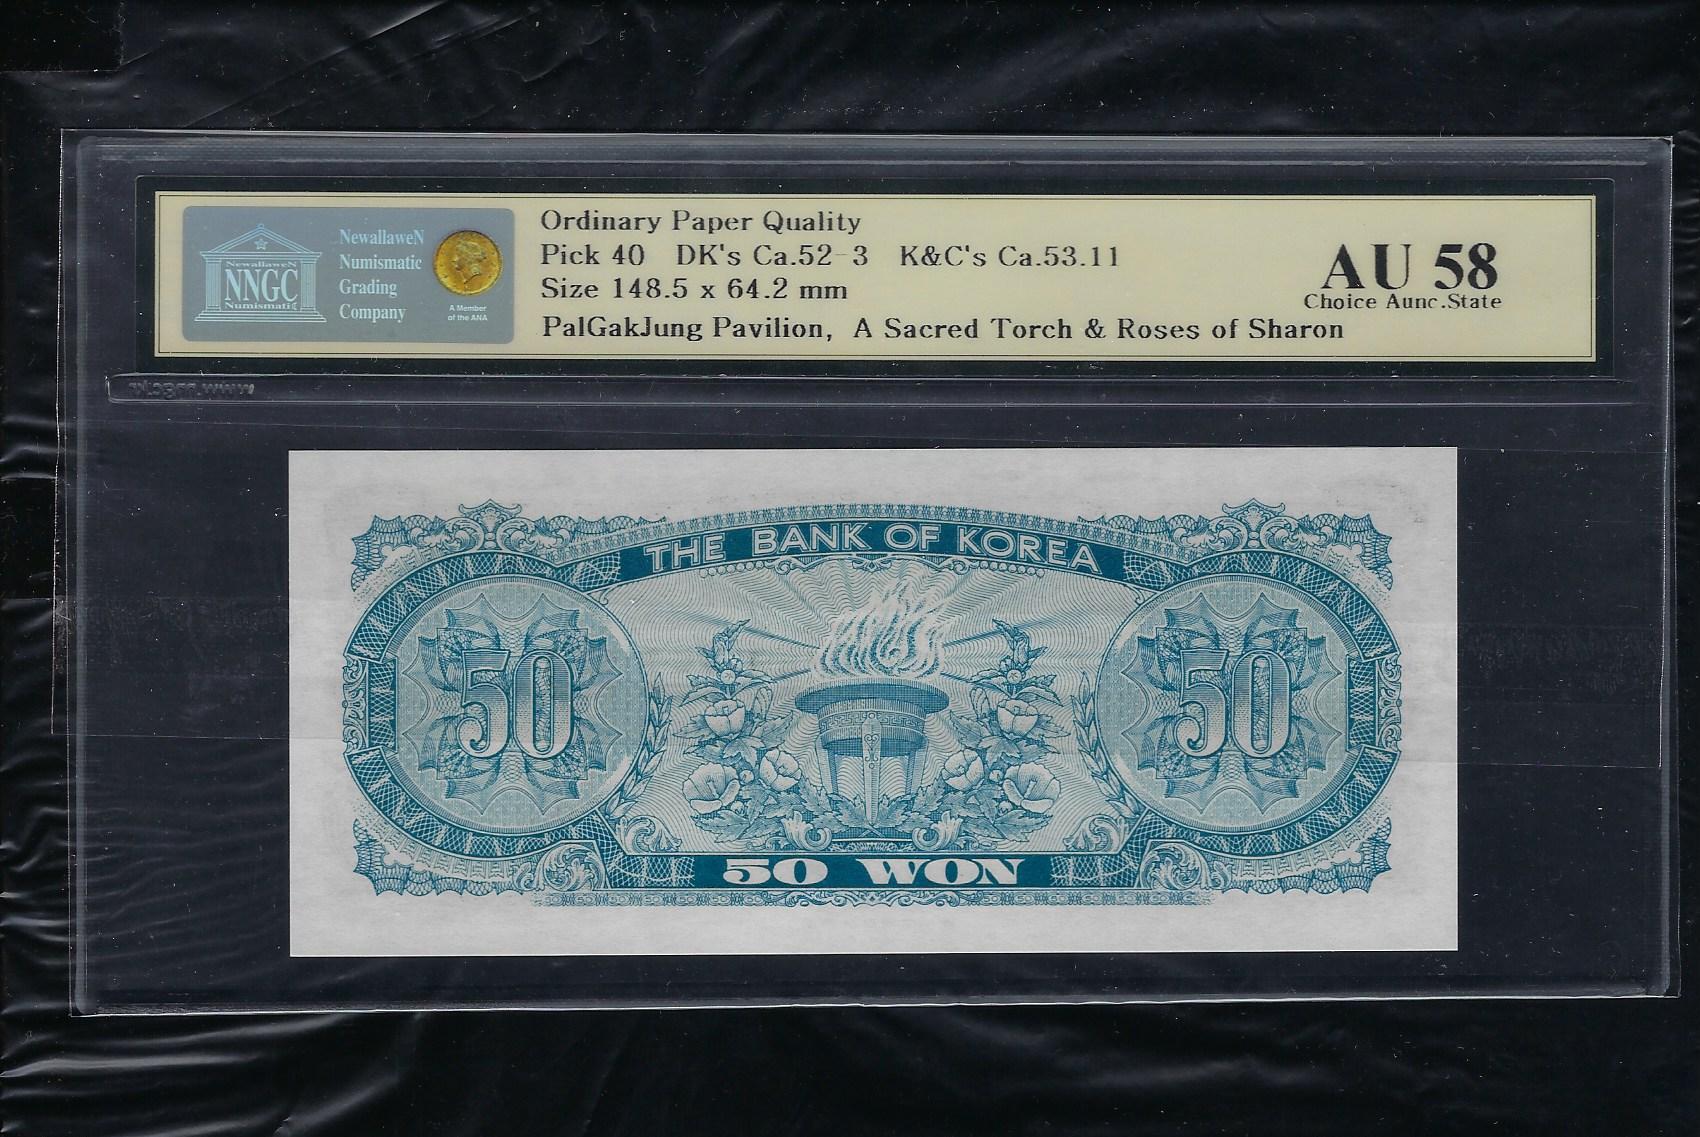 NewallaweN
NNGC
Numismatic
NewallaweN
Numismatic
Grading
Company
A Member
of the ANA
Ordinary Paper Quality
Pick 40 DK's Ca.52-3 K&C's Ca.53.11
Size 148.5 x 64.2 mm
PalGakJung Pavilion, A Sacred Torch & Roses of Sharon
AU 58
Choice Aunc.State
THE BANK OF KOREA
50
50
50 WON